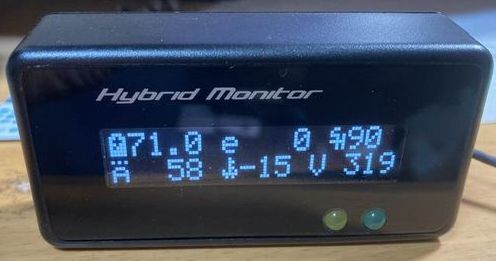 Hybrid Monitor
71.0 e 0 %90
A 58 -15 V 319